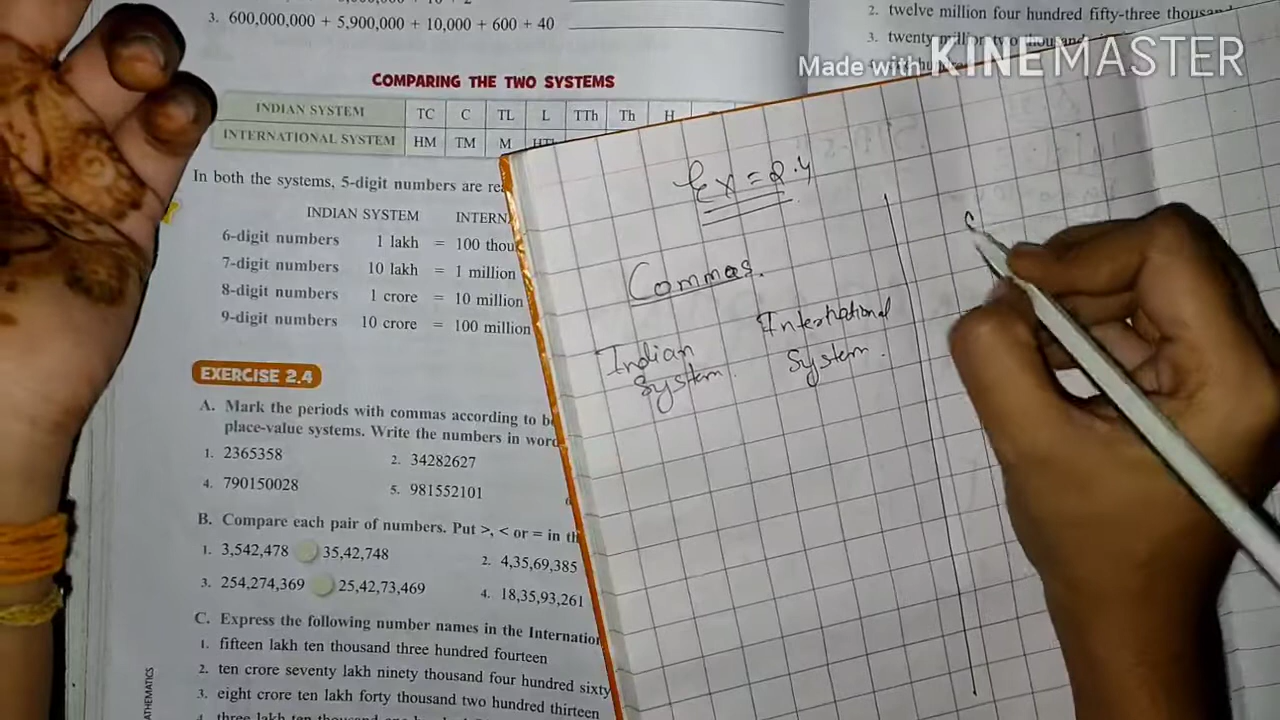 3. 600,000,000 + 5,900,000 + 10,000 + 600 + 40
2. twelve million four hundred fifty-three
3. twenty
Made with KINEMASTER
COMPARING THE TWO SYSTEMS
INDIAN SYSTEM TC C TL L TTh Th H
INTERNATIONAL SYSTEM HM TM M
In both the systems, 5-digit numbers are
INDIAN SYSTEM
6-digit numbers 1 lakh = 100
7-digit numbers 10 lakh = 1 million
8-digit numbers 1 crore = 10 million
9-digit numbers 10 crore = 100 million
EXERCISE 2.4
A. Mark the periods with commas according to
place-value systems. Write the numbers in
1. 2365358 2. 34282627
4. 790150028 5. 981552101
B. Compare each pair of numbers. Put >, < or = in
1. 3,542,478 35,42,748 2. 4,35,69,385
3. 254,274,369 25,42,73,469 4. 18,35,93,261
C. Express the following number names in the
1. fifteen lakh ten thousand three hundred fourteen
2. ten crore seventy lakh ninety thousand four hundred sixty
3. eight crore ten lakh forty thousand two hundred thirteen
4. three lakh ten
Ex = 2.4
Commas.
Indian
System.
International
System.